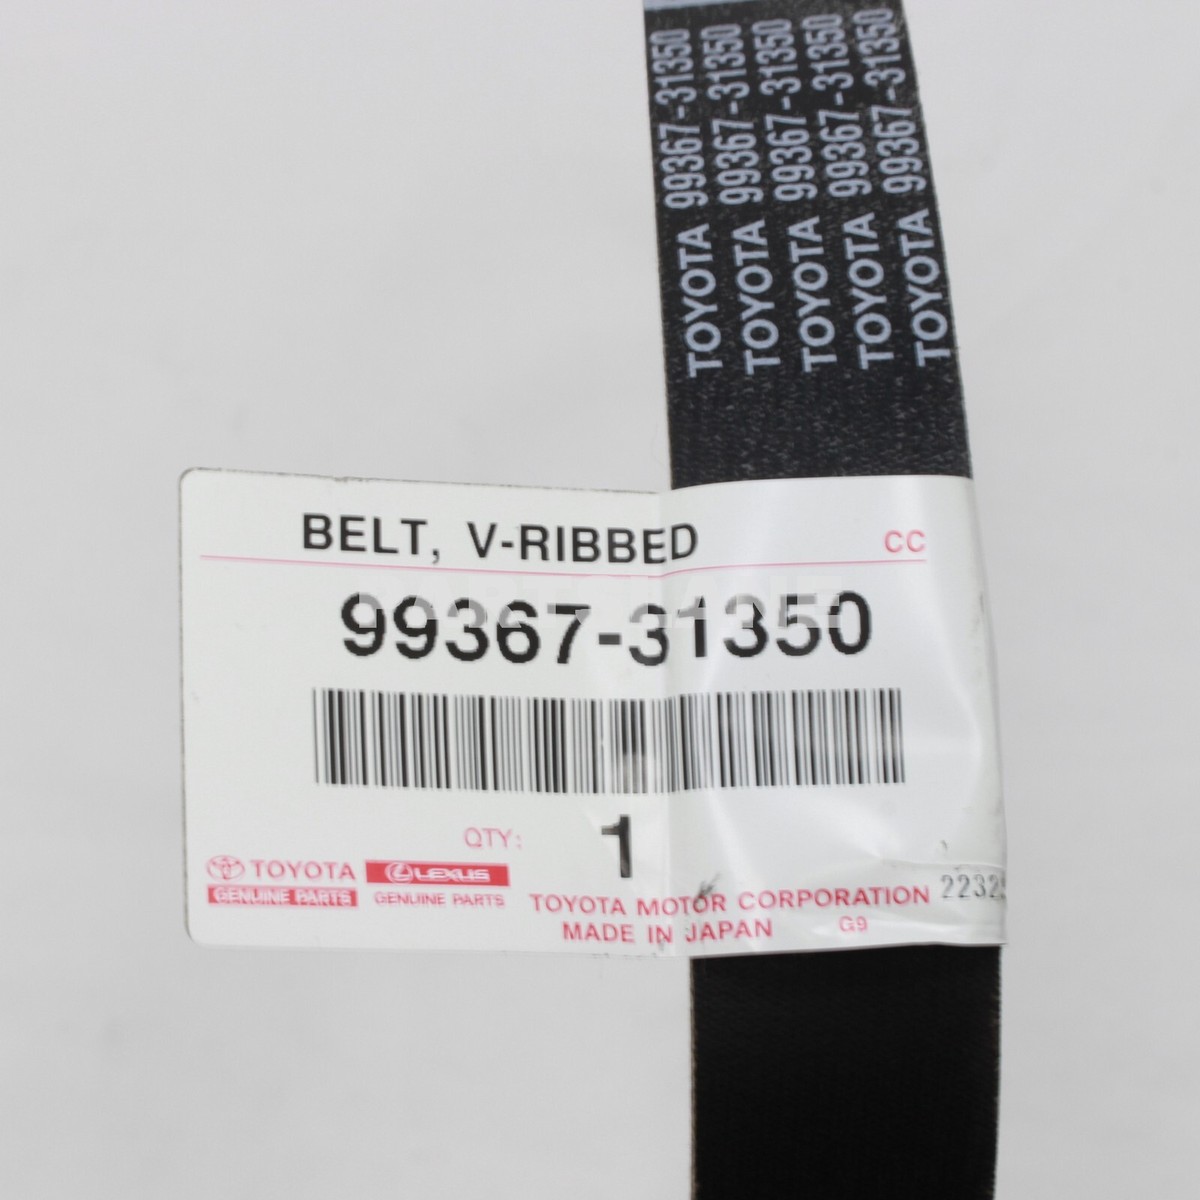 TOYOTA 99367-31350
TOYOTA 99367-31350
TOYOTA 99367-31350
TOYOTA 99367-31350
TOYOTA 99367-31350
BELT, V-RIBBED
CC
99367-31350
QTY: 1
TOYOTA
GENUINE PARTS
LEXUS
GENUINE PARTS
TOYOTA MOTOR CORPORATION
MADE IN JAPAN
G9